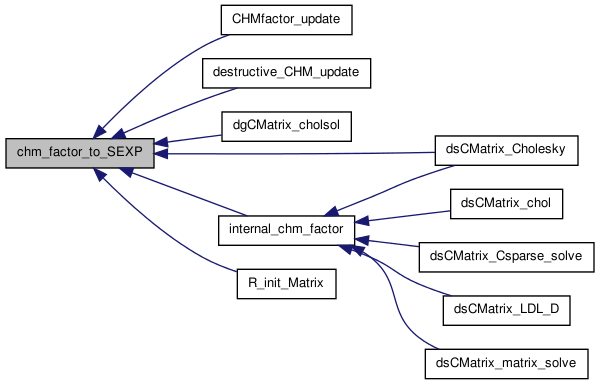 CHMfactor_update
destructive_CHM_update
dgCMatrix_cholsol
chm_factor_to_SEXP
dsCMatrix_Cholesky
dsCMatrix_chol
internal_chm_factor
dsCMatrix_Csparse_solve
R_init_Matrix
dsCMatrix_LDL_D
dsCMatrix_matrix_solve